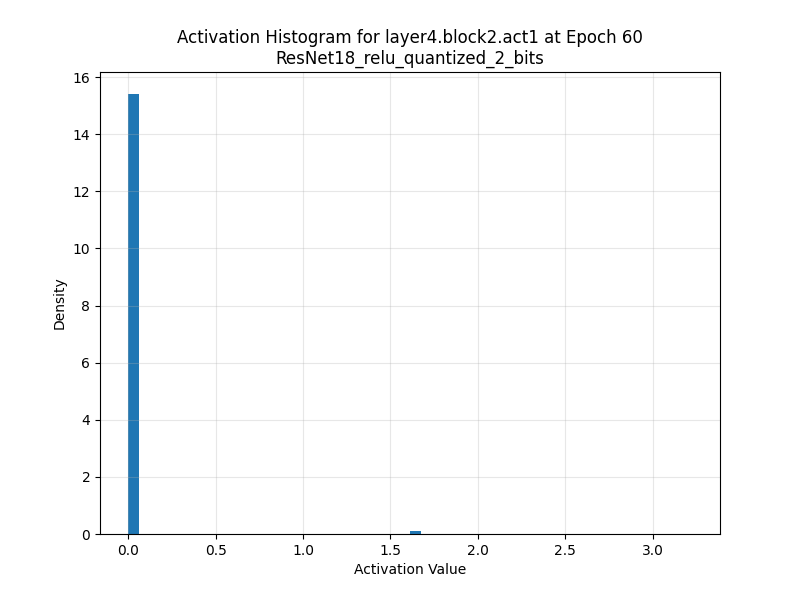 Activation Histogram for layer4.block2.act1 at Epoch 60
ResNet18_relu_quantized_2_bits
16
14
12
10
8
6
4
2
0
Density
0.0 0.5 1.0 1.5 2.0 2.5 3.0
Activation Value